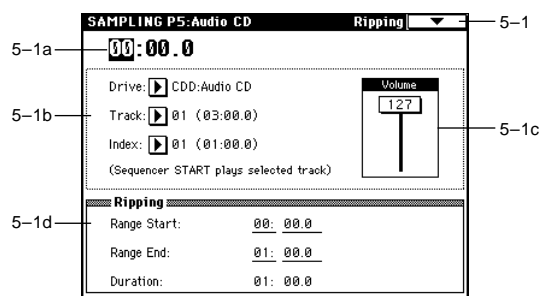 SAMPLING P5:Audio CD Ripping
5–1
5–1a
00:00.0
Drive: CDD:Audio CD
Volume
127
5–1b
Track: 01 (03:00.0)
5–1c
Index: 01 (01:00.0)
(Sequencer START plays selected track)
Ripping
5–1d
Range Start: 00: 00.0
Range End: 01: 00.0
Duration: 01: 00.0